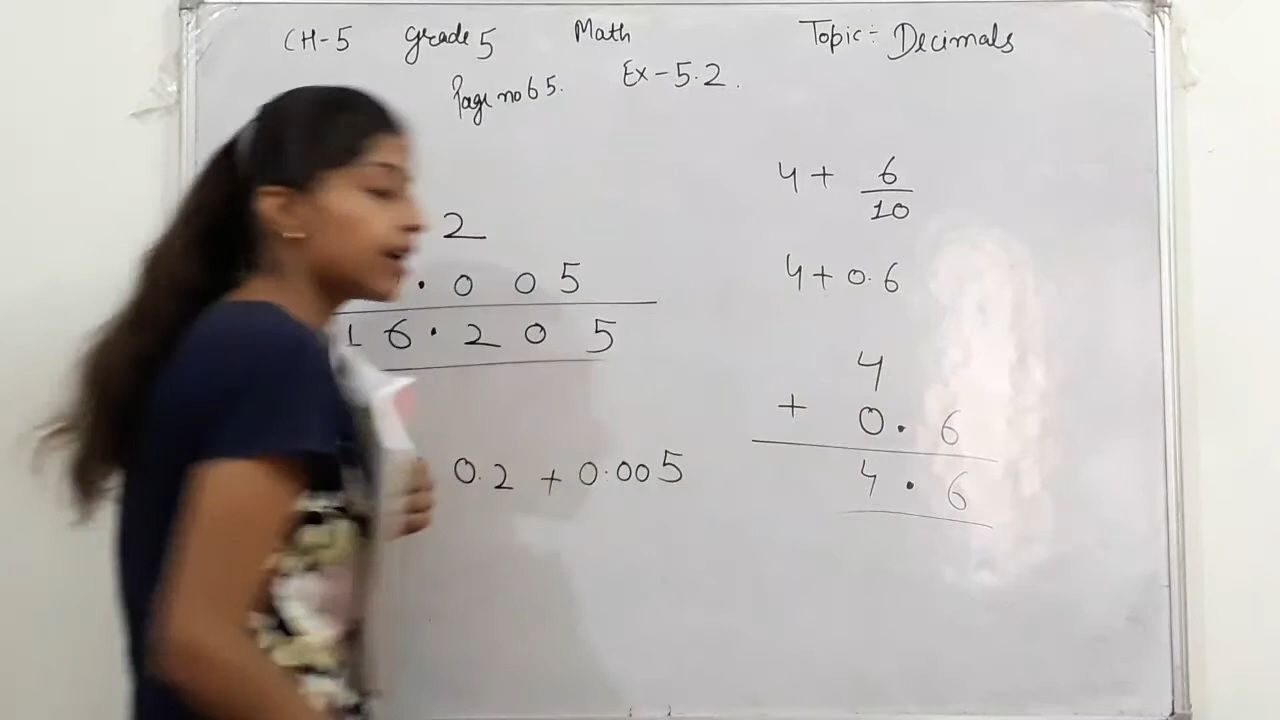 CH-5 grade 5 Math Topic:- Decimals
Page no 65. Ex-5.2.
2
. 0 0 5
1 6 . 2 0 5
0.2 + 0.005
4 + 6/10
4 + 0.6
4
+ 0.6
4.6